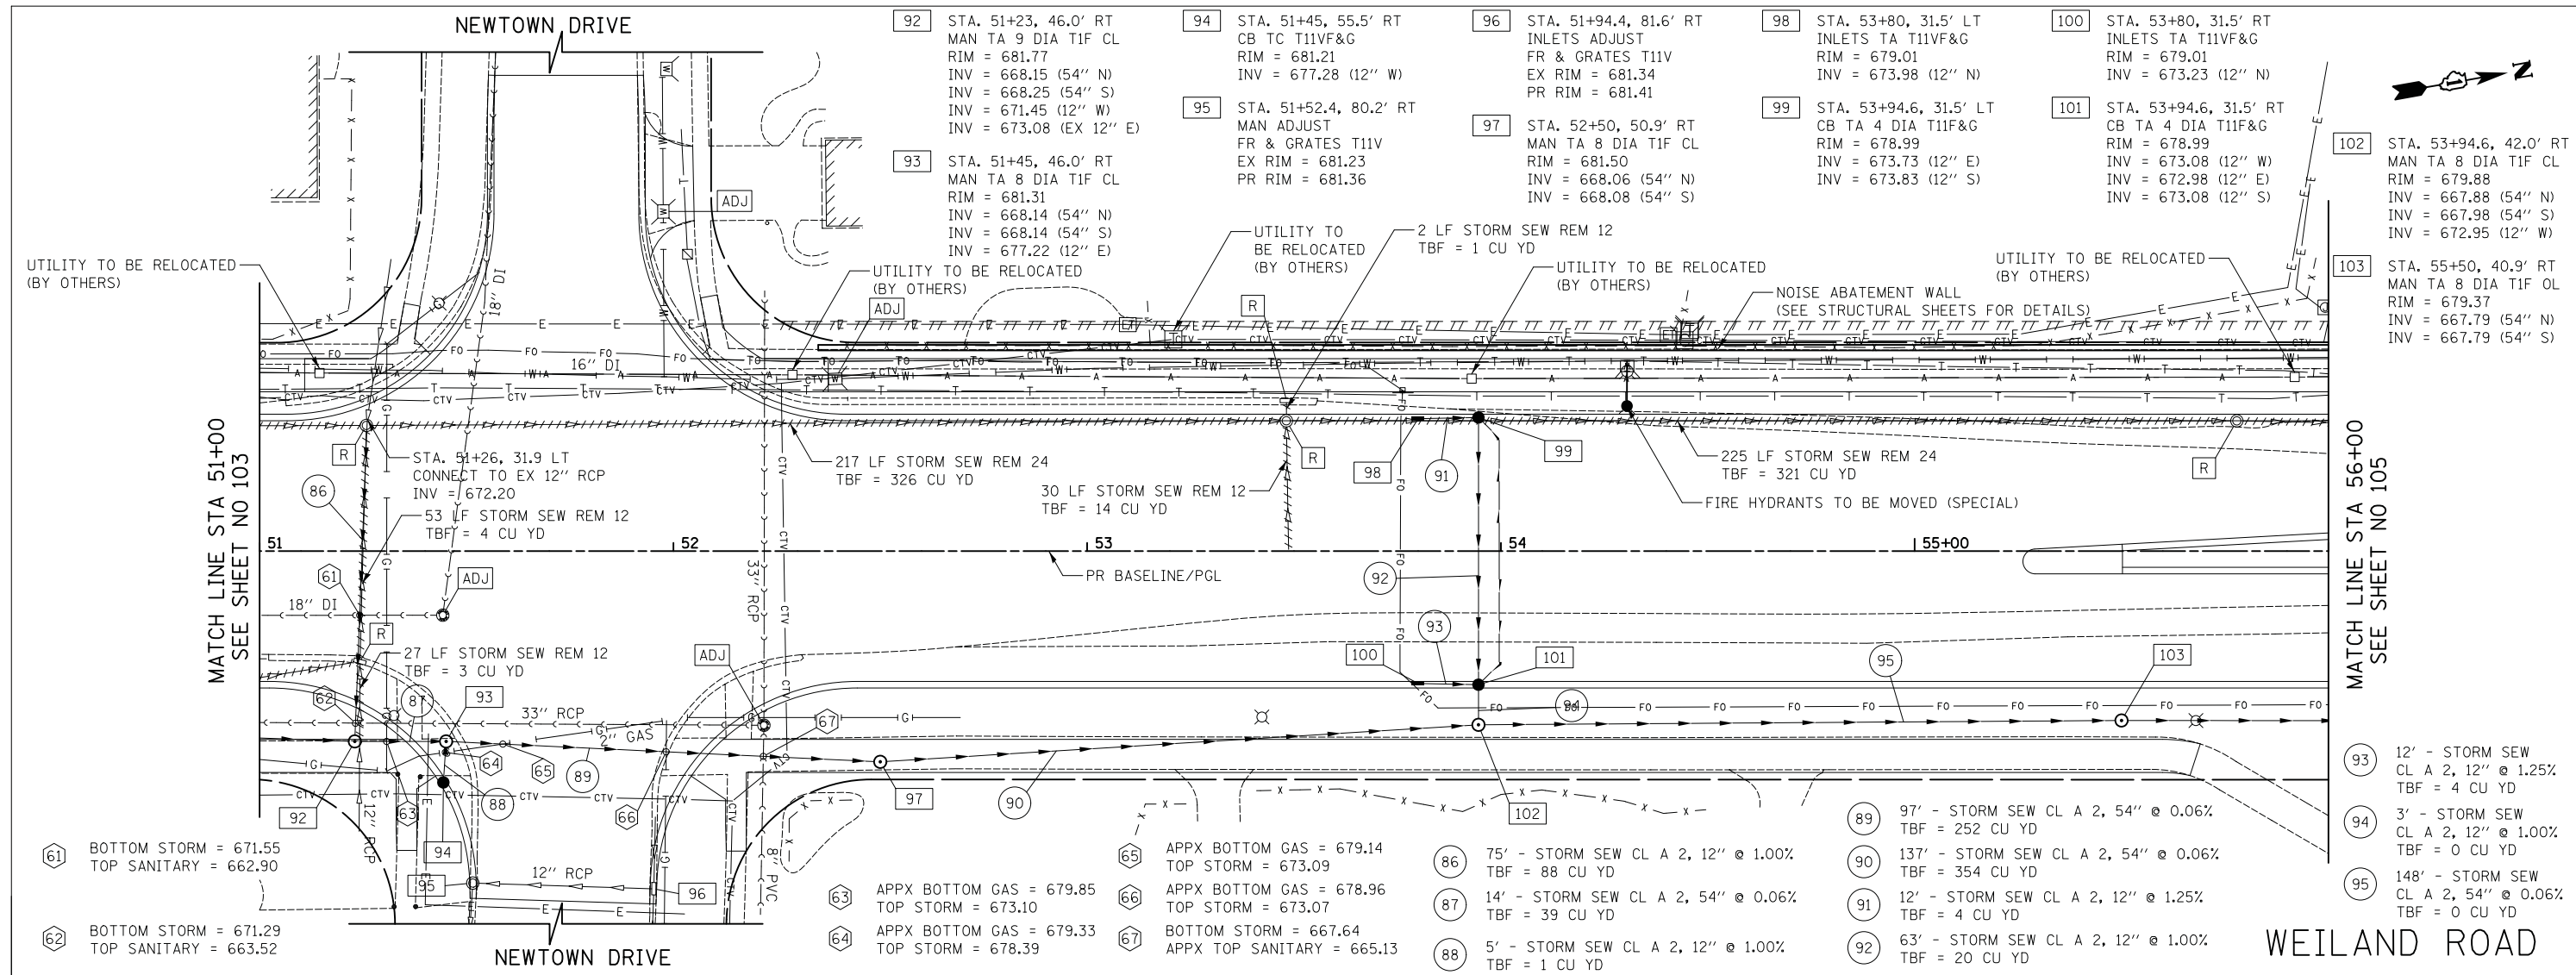 NEWTOWN DRIVE
92
STA. 51+23, 46.0' RT
MAN TA 9 DIA T1F CL
RIM = 681.77
INV = 668.15 (54" N)
INV = 668.25 (54" S)
INV = 671.45 (12" W)
INV = 673.08 (EX 12" E)
93
STA. 51+45, 46.0' RT
MAN TA 8 DIA T1F CL
RIM = 681.31
INV = 668.14 (54" N)
INV = 668.14 (54" S)
INV = 677.22 (12" E)
94
STA. 51+45, 55.5' RT
CB TC T11VF&G
RIM = 681.21
INV = 677.28 (12" W)
95
STA. 51+52.4, 80.2' RT
MAN ADJUST
FR & GRATES T11V
EX RIM = 681.23
PR RIM = 681.36
96
STA. 51+94.4, 81.6' RT
INLETS ADJUST
FR & GRATES T11V
EX RIM = 681.34
PR RIM = 681.41
97
STA. 52+50, 50.9' RT
MAN TA 8 DIA T1F CL
RIM = 681.50
INV = 668.06 (54" N)
INV = 668.08 (54" S)
98
STA. 53+80, 31.5' LT
INLETS TA T11VF&G
RIM = 679.01
INV = 673.98 (12" N)
99
STA. 53+94.6, 31.5' LT
CB TA 4 DIA T11F&G
RIM = 678.99
INV = 673.73 (12" E)
INV = 673.83 (12" S)
100
STA. 53+80, 31.5' RT
INLETS TA T11VF&G
RIM = 679.01
INV = 673.23 (12" N)
101
STA. 53+94.6, 31.5' RT
CB TA 4 DIA T11F&G
RIM = 678.99
INV = 673.08 (12" W)
INV = 672.98 (12" E)
INV = 673.08 (12" S)
102
STA. 53+94.6, 42.0' RT
MAN TA 8 DIA T1F CL
RIM = 679.88
INV = 667.88 (54" N)
INV = 667.98 (54" S)
INV = 672.95 (12" W)
103
STA. 55+50, 40.9' RT
MAN TA 8 DIA T1F OL
RIM = 679.37
INV = 667.79 (54" N)
INV = 667.79 (54" S)
N
UTILITY TO BE RELOCATED
(BY OTHERS)
18" DI
16" DI
ADJ
UTILITY TO BE RELOCATED
(BY OTHERS)
ADJ
UTILITY TO
BE RELOCATED
(BY OTHERS)
R
2 LF STORM SEW REM 12
TBF = 1 CU YD
UTILITY TO BE RELOCATED
(BY OTHERS)
NOISE ABATEMENT WALL
(SEE STRUCTURAL SHEETS FOR DETAILS)
UTILITY TO BE RELOCATED
(BY OTHERS)
MATCH LINE STA 51+00
SEE SHEET NO 103
R
STA. 51+26, 31.9 LT
CONNECT TO EX 12" RCP
INV = 672.20
86
53 LF STORM SEW REM 12
TBF = 4 CU YD
217 LF STORM SEW REM 24
TBF = 326 CU YD
30 LF STORM SEW REM 12
TBF = 14 CU YD
R
98
91
99
225 LF STORM SEW REM 24
TBF = 321 CU YD
FIRE HYDRANTS TO BE MOVED (SPECIAL)
R
MATCH LINE STA 56+00
SEE SHEET NO 105
51
52
53
54
55+00
PR BASELINE/PGL
61
ADJ
18" DI
33" RCP
92
R
27 LF STORM SEW REM 12
TBF = 3 CU YD
ADJ
93
100
101
95
103
62
87
93
33" RCP
2" GAS
67
94
64
65
89
88
63
66
92
12" RCP
94
97
90
102
95
12" RCP
96
8" PVC
NEWTOWN DRIVE
61
BOTTOM STORM = 671.55
TOP SANITARY = 662.90
62
BOTTOM STORM = 671.29
TOP SANITARY = 663.52
63
APPX BOTTOM GAS = 679.85
TOP STORM = 673.10
64
APPX BOTTOM GAS = 679.33
TOP STORM = 678.39
65
APPX BOTTOM GAS = 679.14
TOP STORM = 673.09
66
APPX BOTTOM GAS = 678.96
TOP STORM = 673.07
67
BOTTOM STORM = 667.64
APPX TOP SANITARY = 665.13
86
75' - STORM SEW CL A 2, 12" @ 1.00%
TBF = 88 CU YD
87
14' - STORM SEW CL A 2, 54" @ 0.06%
TBF = 39 CU YD
88
5' - STORM SEW CL A 2, 12" @ 1.00%
TBF = 1 CU YD
89
97' - STORM SEW CL A 2, 54" @ 0.06%
TBF = 252 CU YD
90
137' - STORM SEW CL A 2, 54" @ 0.06%
TBF = 354 CU YD
91
12' - STORM SEW CL A 2, 12" @ 1.25%
TBF = 4 CU YD
92
63' - STORM SEW CL A 2, 12" @ 1.00%
TBF = 20 CU YD
93
12' - STORM SEW
CL A 2, 12" @ 1.25%
TBF = 4 CU YD
94
3' - STORM SEW
CL A 2, 12" @ 1.00%
TBF = 0 CU YD
95
148' - STORM SEW
CL A 2, 54" @ 0.06%
TBF = 0 CU YD
WEILAND ROAD